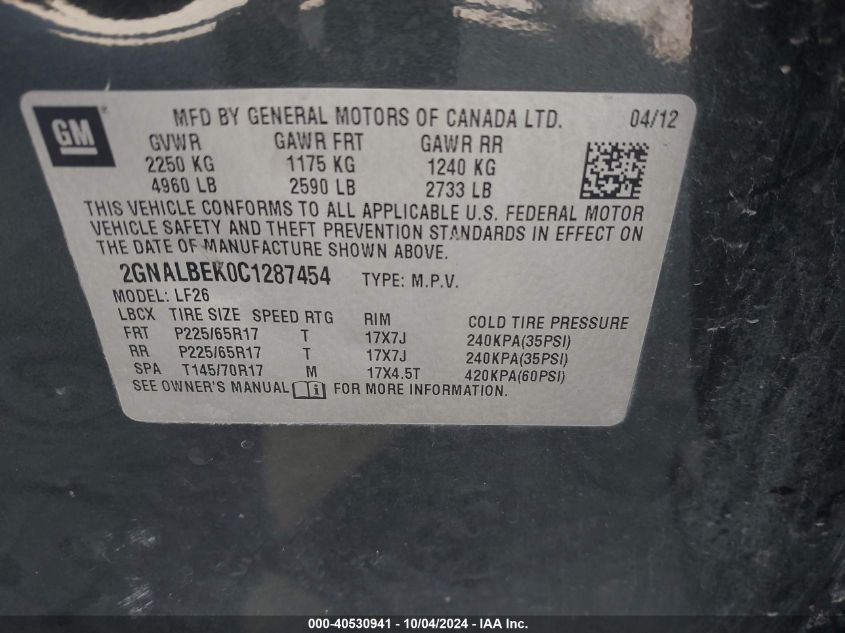 GM
MFD BY GENERAL MOTORS OF CANADA LTD. 04/12
GVWR GAWR FRT GAWR RR
2250 KG 1175 KG 1240 KG
4960 LB 2590 LB 2733 LB
THIS VEHICLE CONFORMS TO ALL APPLICABLE U.S. FEDERAL MOTOR
VEHICLE SAFETY AND THEFT PREVENTION STANDARDS IN EFFECT ON
THE DATE OF MANUFACTURE SHOWN ABOVE.
2GNALBEK0C1287454 TYPE: M.P.V.
MODEL: LF26
LBCX TIRE SIZE SPEED RTG RIM COLD TIRE PRESSURE
FRT P225/65R17 T 17X7J 240KPA(35PSI)
RR P225/65R17 T 17X7J 240KPA(35PSI)
SPA T145/70R17 M 17X4.5T 420KPA(60PSI)
SEE OWNER'S MANUAL i FOR MORE INFORMATION.
000-40530941 - 10/04/2024 - IAA Inc.